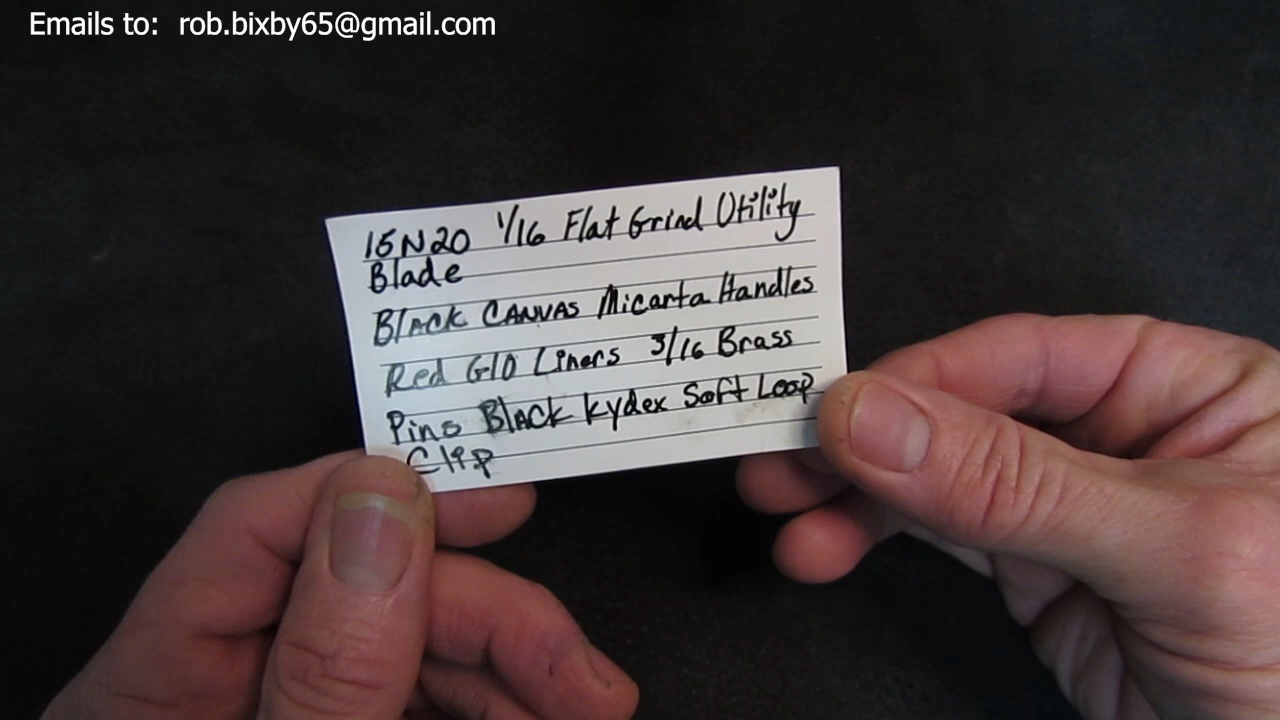 Emails to: rob.bixby65@gmail.com
15N20 1/16 Flat Grind Utility
Blade
Black Canvas Micarta Handles
Red G10 Liners 3/16 Brass
Pins Black Kydex Soft Loop
Clip